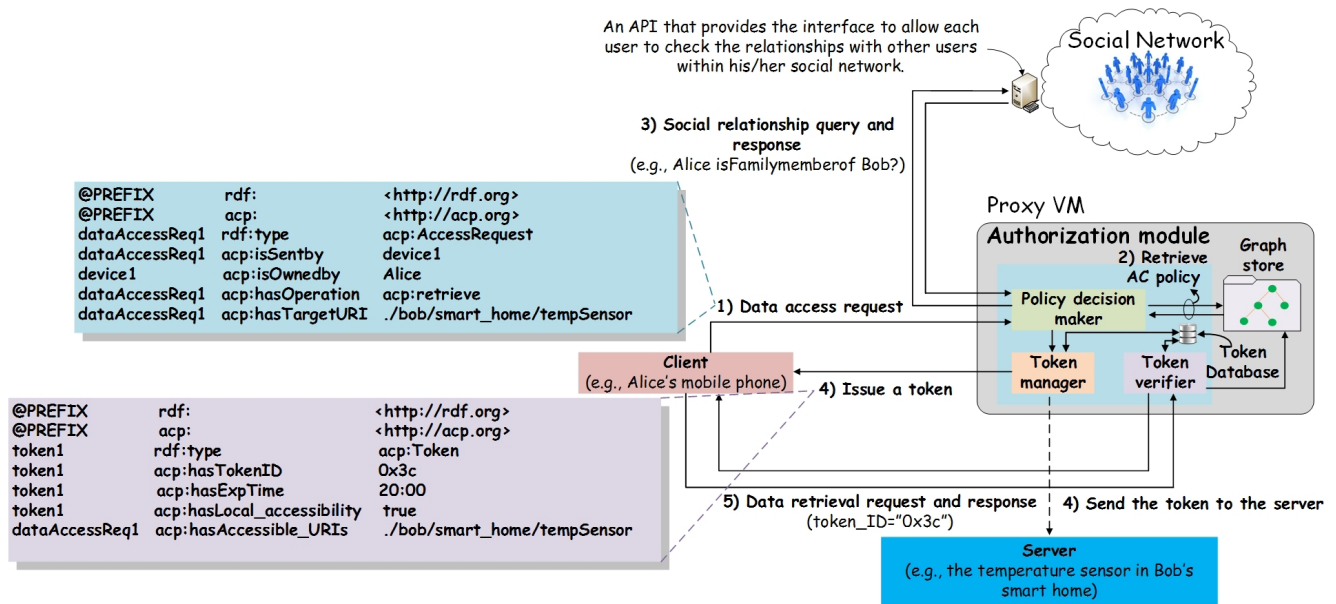 An API that provides the interface to allow each
user to check the relationships with other users
within his/her social network.
Social Network
3) Social relationship query and
response
(e.g., Alice isFamilymemberof Bob?)
@PREFIX rdf: <http://rdf.org>
@PREFIX acp: <http://acp.org>
dataAccessReq1 rdf:type acp:AccessRequest
dataAccessReq1 acp:isSentby device1
device1 acp:isOwnedby Alice
dataAccessReq1 acp:hasOperation acp:retrieve
dataAccessReq1 acp:hasTargetURI ./bob/smart_home/tempSensor
1) Data access request
Proxy VM
Authorization module
2) Retrieve
AC policy
Graph
store
Policy decision
maker
Token
manager
Token
verifier
Token
Database
Client
(e.g., Alice's mobile phone)
4) Issue a token
@PREFIX rdf: <http://rdf.org>
@PREFIX acp: <http://acp.org>
token1 rdf:type acp:Token
token1 acp:hasTokenID 0x3c
token1 acp:hasExpTime 20:00
token1 acp:hasLocal_accessibility true
dataAccessReq1 acp:hasAccessible_URIs ./bob/smart_home/tempSensor
5) Data retrieval request and response
(token_ID="0x3c")
4) Send the token to the server
Server
(e.g., the temperature sensor in Bob's
smart home)